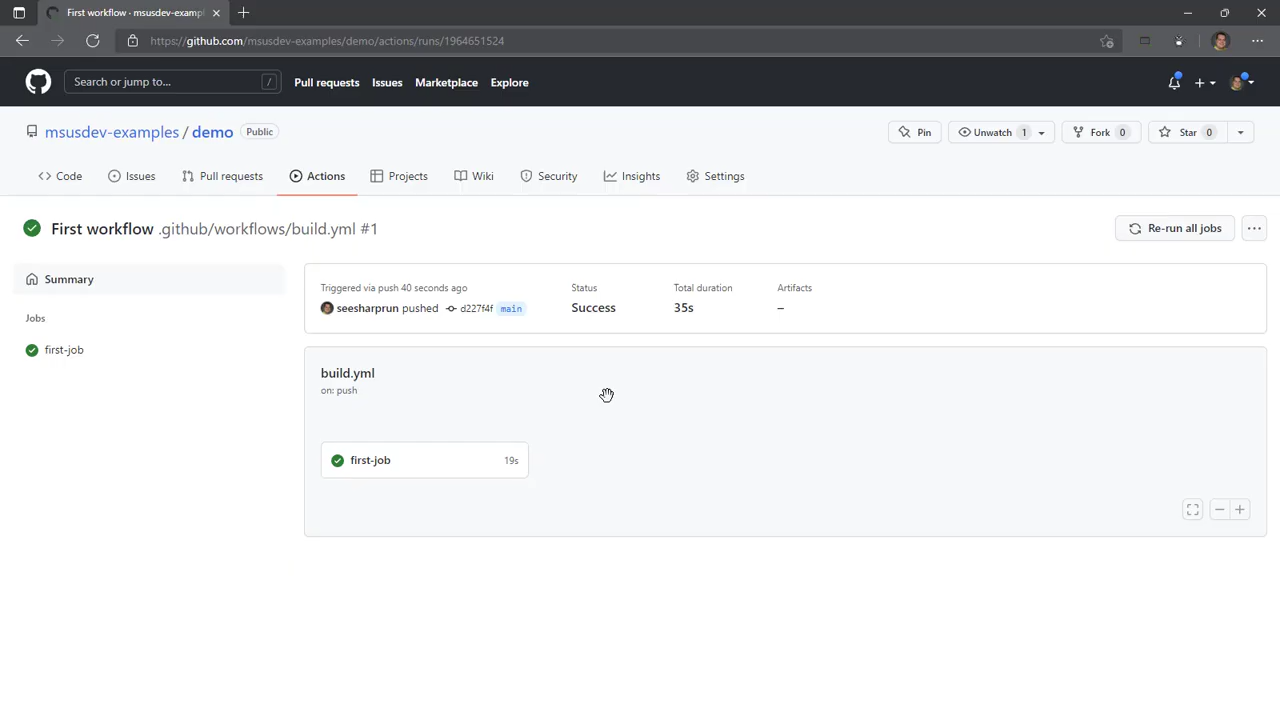 First workflow · msusdev-exampl
https://github.com/msusdev-examples/demo/actions/runs/1964651524
Search or jump to... /
Pull requests Issues Marketplace Explore
msusdev-examples / demo Public
Pin Unwatch 1 Fork 0 Star 0
Code Issues Pull requests Actions Projects Wiki Security Insights Settings
First workflow .github/workflows/build.yml #1
Re-run all jobs
Summary
Jobs
first-job
Triggered via push 40 seconds ago Status Total duration Artifacts
seesharprun pushed d227f4f main Success 35s –
build.yml
on: push
first-job 19s